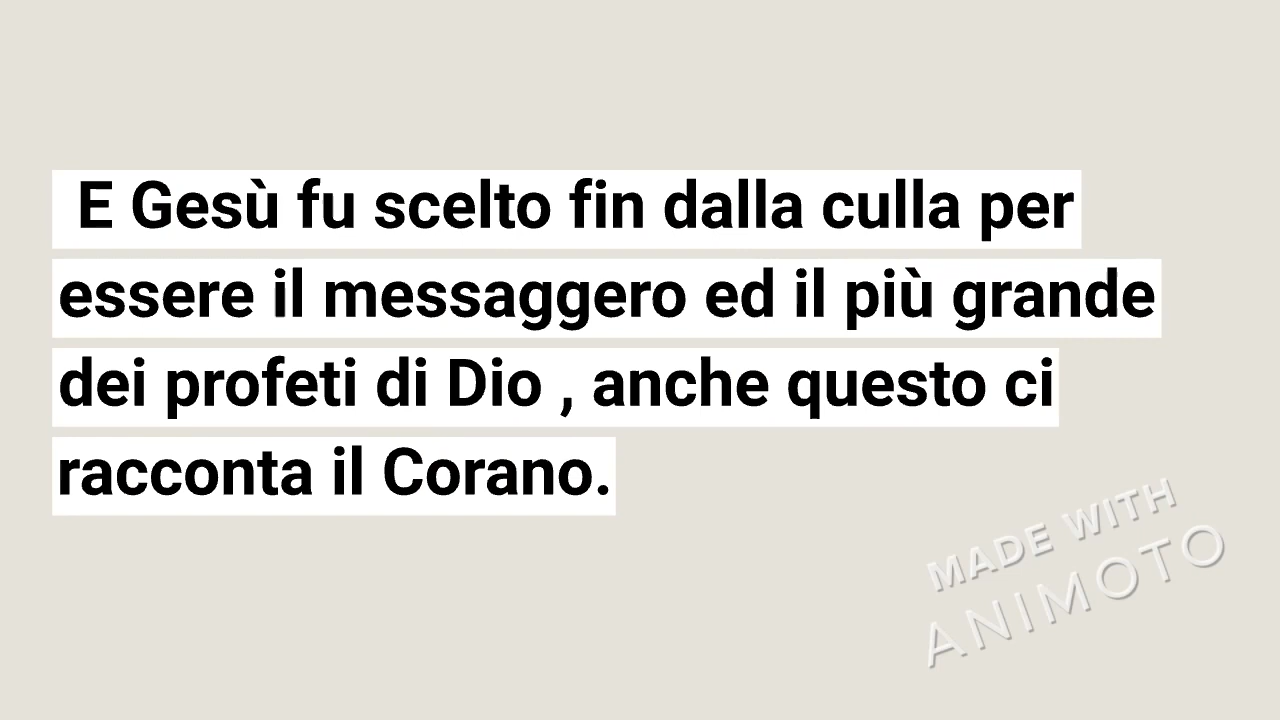 E Gesù fu scelto fin dalla culla per
essere il messaggero ed il più grande
dei profeti di Dio , anche questo ci
racconta il Corano.
MADE WITH
ANIMOTO